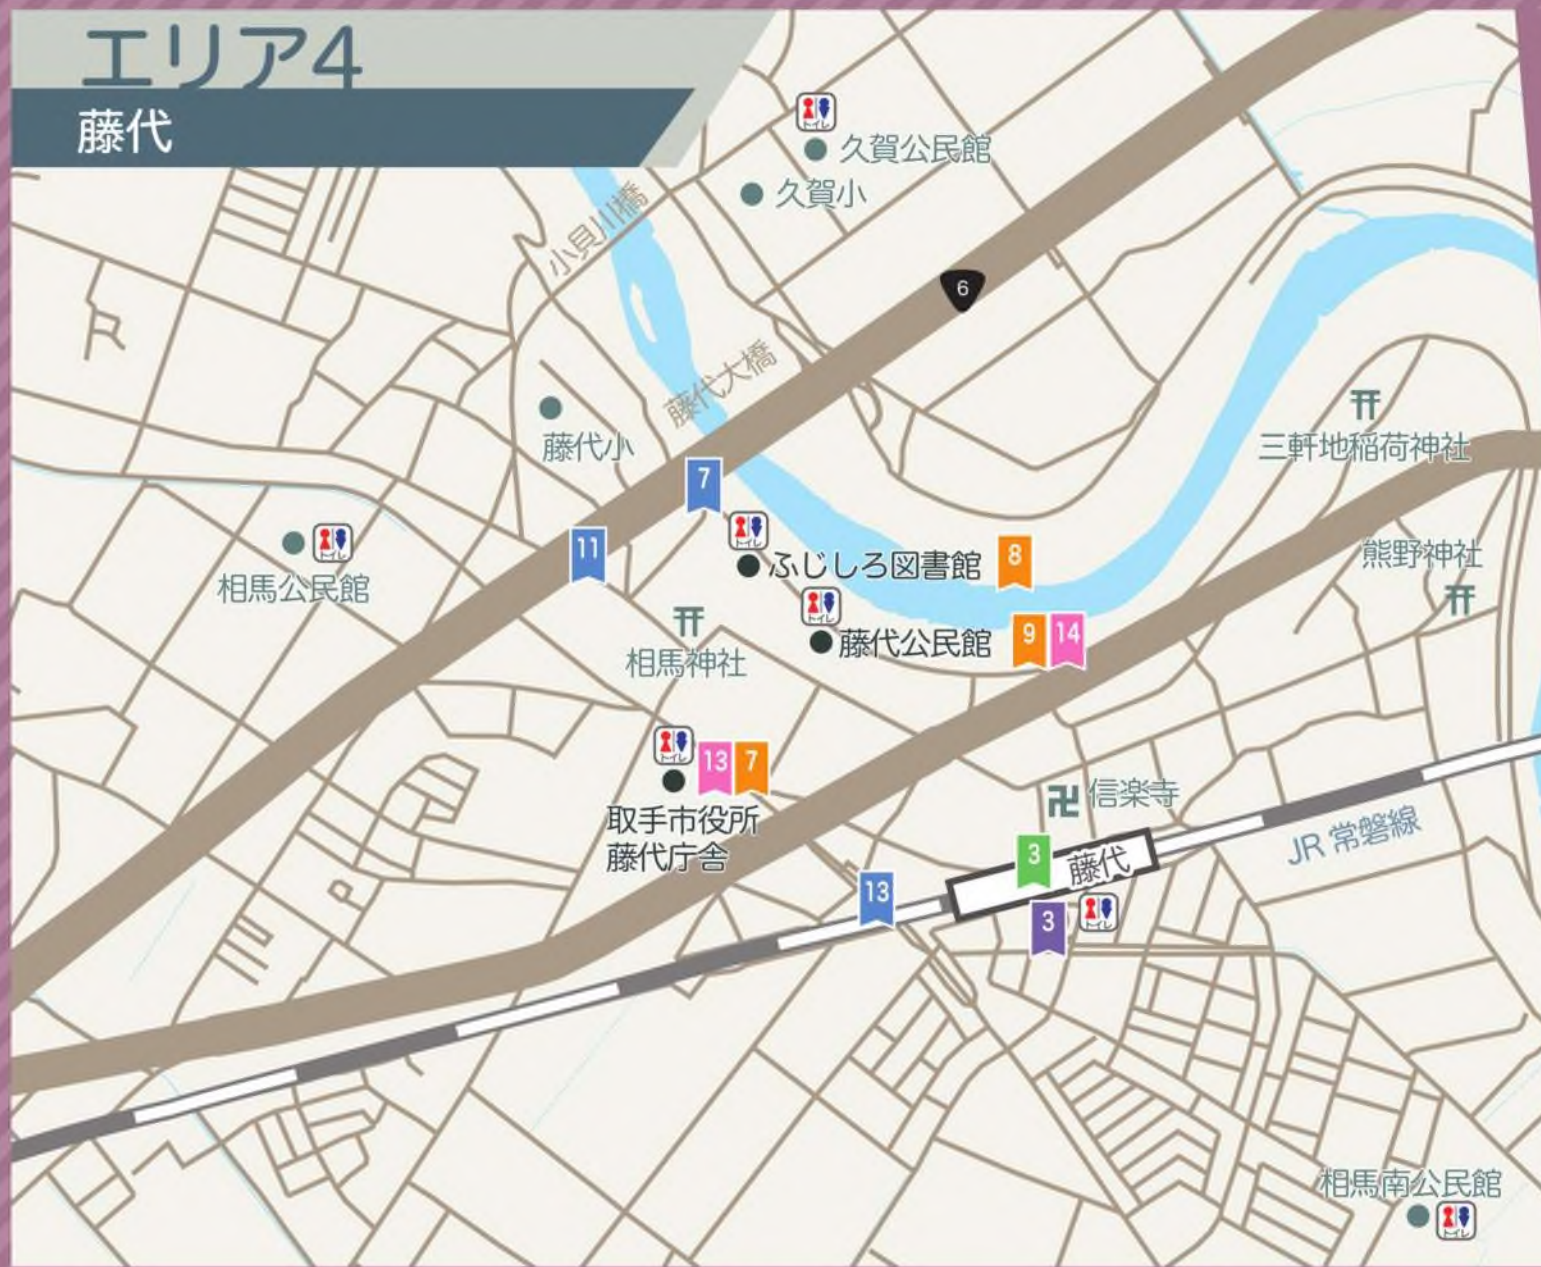 エリア4
藤代
トイレ
久賀公民館
久賀小
小貝川橋
6
藤代大橋
藤代小
三軒地稲荷神社
7
11
トイレ
ふじしろ図書館
8
トイレ
相馬公民館
熊野神社
トイレ
藤代公民館
9
14
相馬神社
トイレ
13
7
取手市役所
藤代庁舎
信楽寺
JR 常磐線
3
藤代
13
3
トイレ
相馬南公民館
トイレ